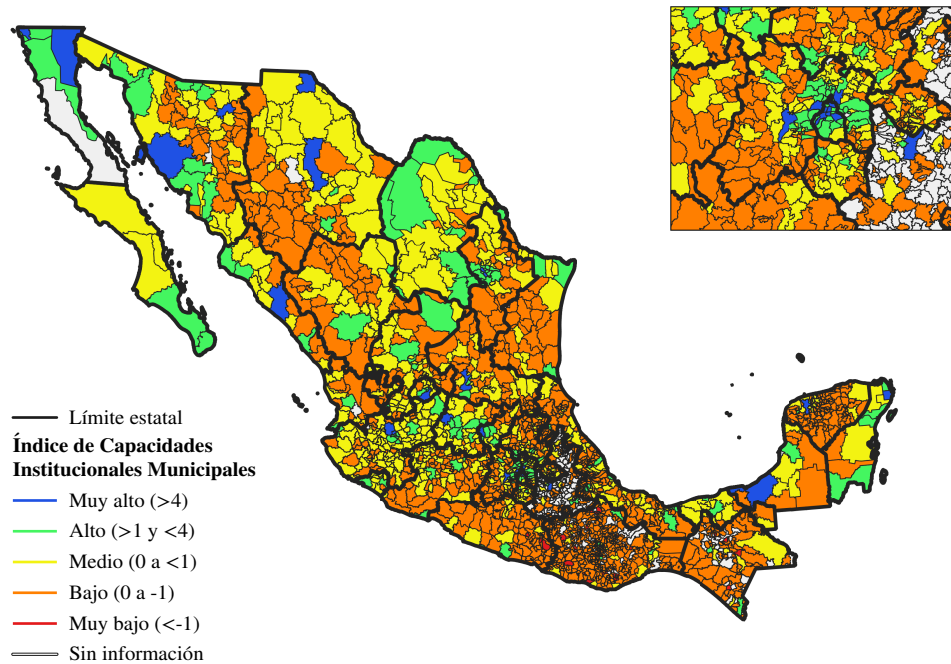 Límite estatal
Índice de Capacidades
Institucionales Municipales
Muy alto (>4)
Alto (>1 y <4)
Medio (0 a <1)
Bajo (0 a -1)
Muy bajo (<-1)
Sin información